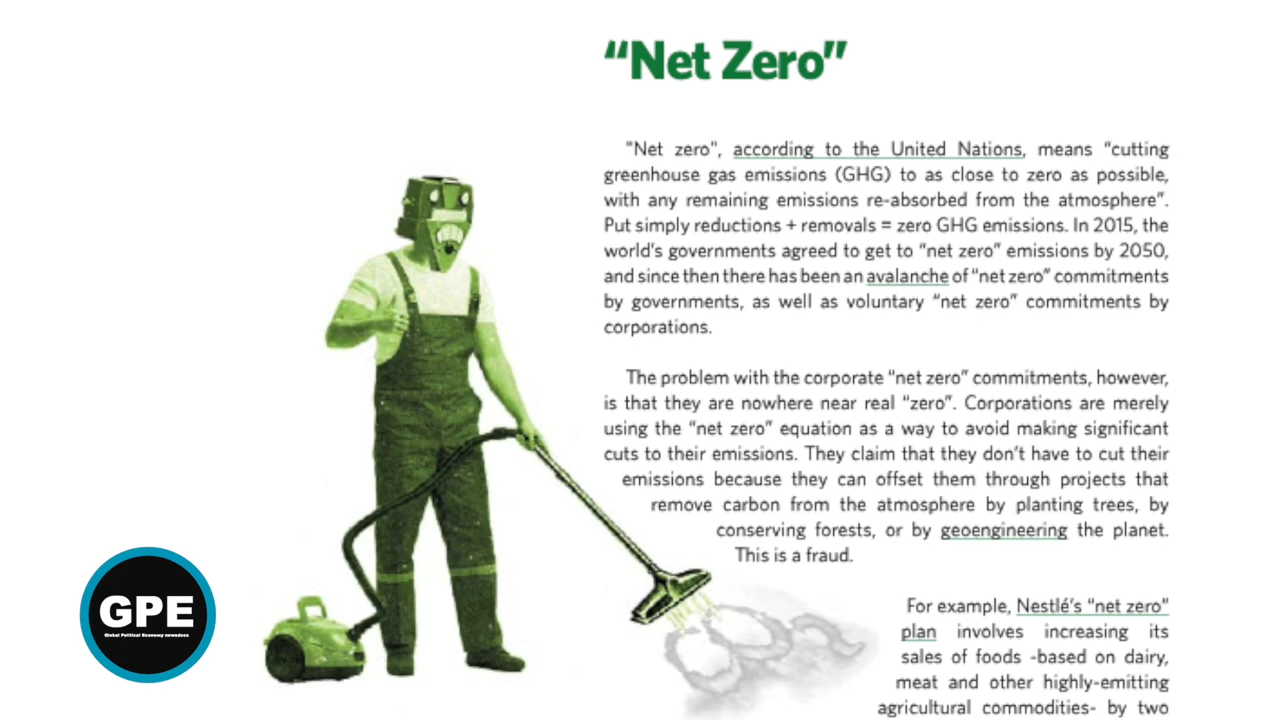 “Net Zero”
"Net zero", according to the United Nations, means “cutting
greenhouse gas emissions (GHG) to as close to zero as possible,
with any remaining emissions re-absorbed from the atmosphere”.
Put simply reductions + removals = zero GHG emissions. In 2015, the
world’s governments agreed to get to “net zero” emissions by 2050,
and since then there has been an avalanche of “net zero” commitments
by governments, as well as voluntary “net zero” commitments by
corporations.
The problem with the corporate “net zero” commitments, however,
is that they are nowhere near real “zero”. Corporations are merely
using the “net zero” equation as a way to avoid making significant
cuts to their emissions. They claim that they don’t have to cut their
emissions because they can offset them through projects that
remove carbon from the atmosphere by planting trees, by
conserving forests, or by geoengineering the planet.
This is a fraud.
For example, Nestlé’s “net zero”
plan involves increasing its
sales of foods -based on dairy,
meat and other highly-emitting
agricultural commodities- by two
GPE
Global Political Economy newsdocs